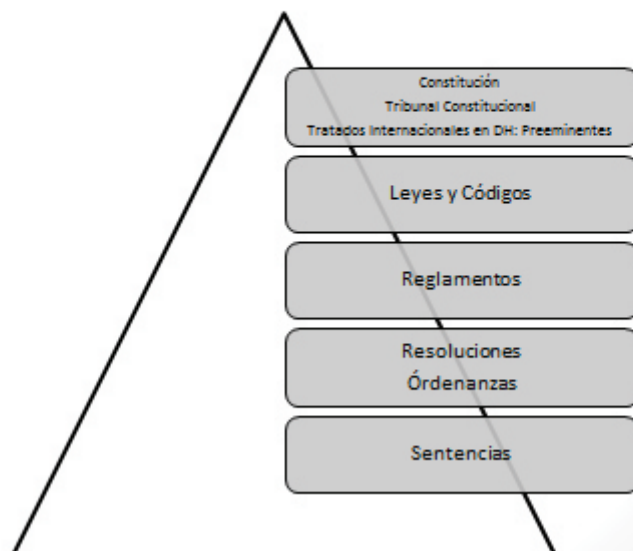 Constitución
Tribunal Constitucional
Tratados Internacionales en DH: Preeminentes
Leyes y Códigos
Reglamentos
Resoluciones
Órdenanzas
Sentencias